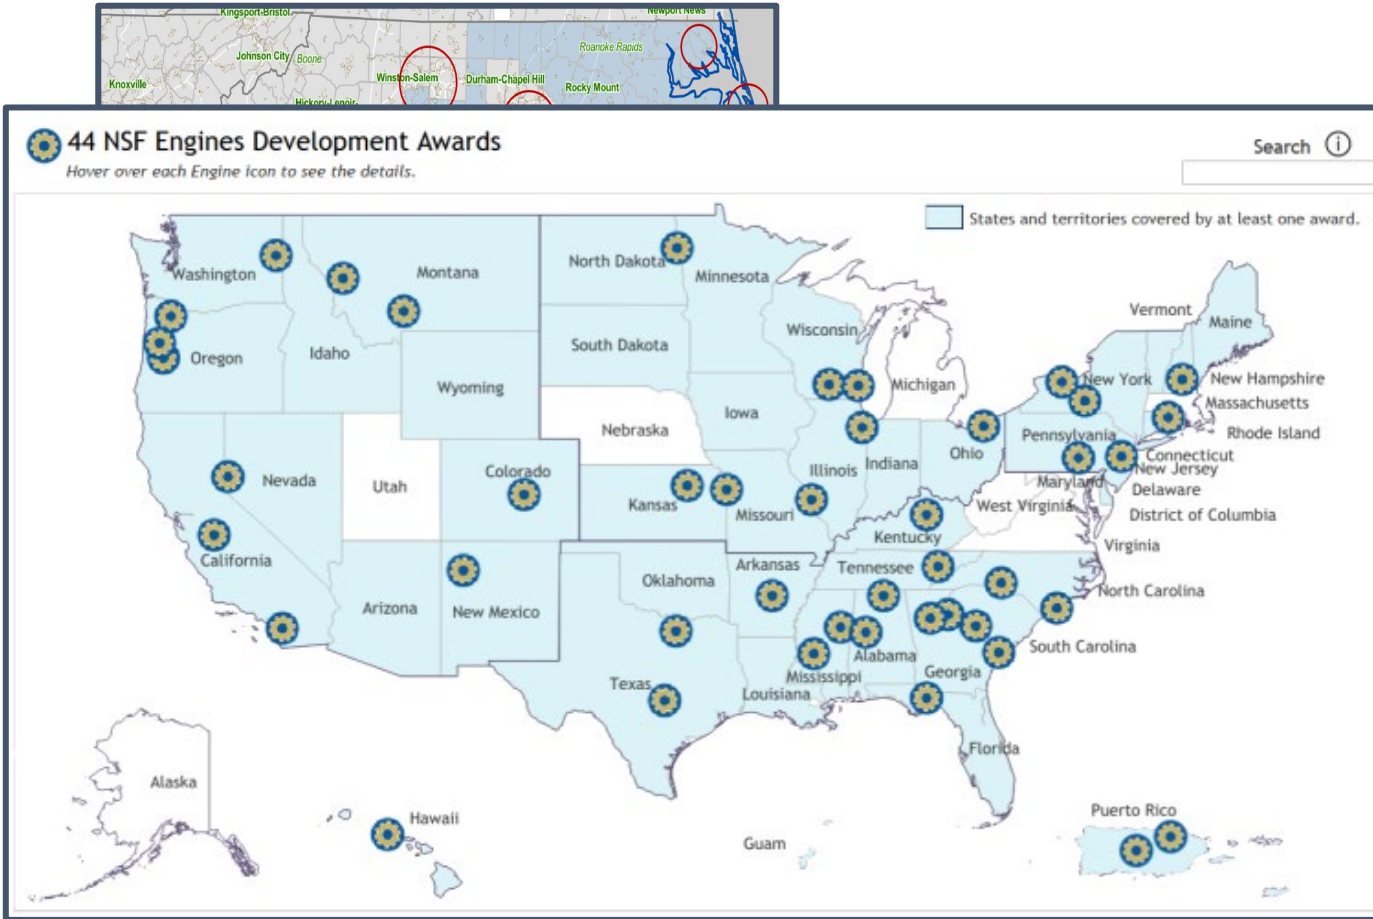 Kingsport-Bristol
Newport News
Roanoke Rapids
Johnson City
Boone
Knoxville
Winston-Salem
Durham-Chapel Hill
Rocky Mount
Hickory-Lenoir-
44 NSF Engines Development Awards
Hover over each Engine icon to see the details.
Search
i
States and territories covered by at least one award.
Washington
Montana
North Dakota
Minnesota
Vermont
Maine
Oregon
Idaho
South Dakota
Wisconsin
Michigan
New York
New Hampshire
Wyoming
Massachusetts
Iowa
Rhode Island
Nebraska
Pennsylvania
Ohio
Connecticut
New Jersey
Nevada
Utah
Colorado
Illinois
Indiana
Maryland
Delaware
Kansas
Missouri
West Virginia
District of Columbia
Kentucky
Virginia
California
Arkansas
Tennessee
Oklahoma
North Carolina
Arizona
New Mexico
South Carolina
Alabama
Georgia
Texas
Mississippi
Louisiana
Florida
Alaska
Hawaii
Puerto Rico
Guam